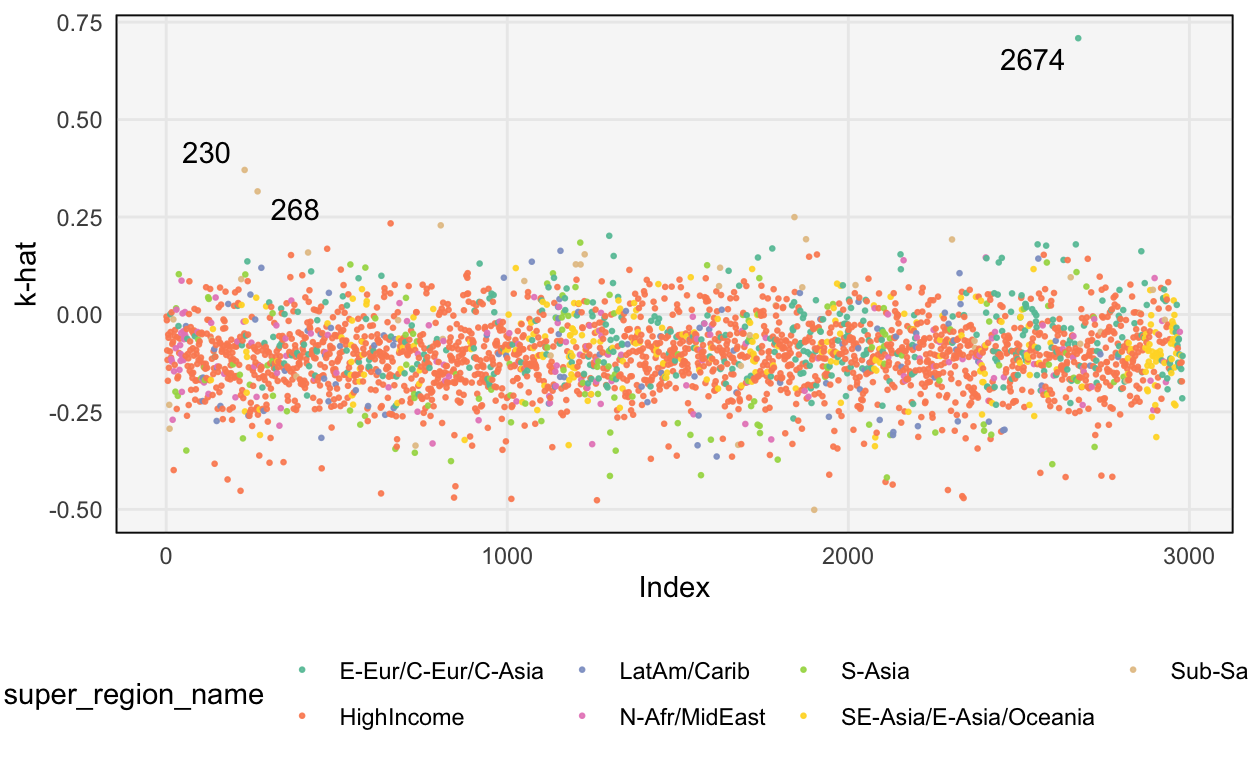 0.75
2674
0.50
230
268
0.25
k-hat
0.00
-0.25
-0.50
0 1000 2000 3000
Index
super_region_name
E-Eur/C-Eur/C-Asia LatAm/Carib S-Asia Sub-Sa
HighIncome N-Afr/MidEast SE-Asia/E-Asia/Oceania